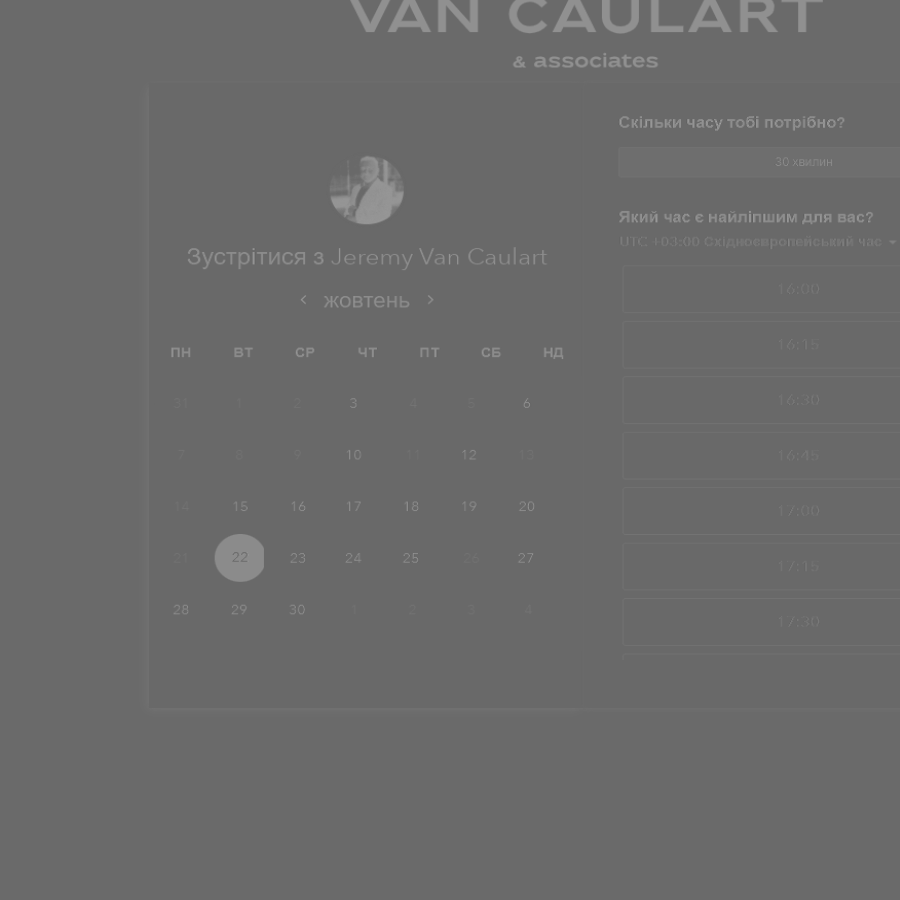 VAN CAULART
& associates
Скільки часу тобі потрібно?
30 хвилин
Який час є найліпшим для вас?
UTC +03:00 Східноєвропейський час
Зустрітися з Jeremy Van Caulart
жовтень
ПН ВТ СР ЧТ ПТ СБ НД
31 1 2 3 4 5 6
7 8 9 10 11 12 13
14 15 16 17 18 19 20
21 22 23 24 25 26 27
28 29 30 1 2 3 4
16:00
16:15
16:30
16:45
17:00
17:15
17:30